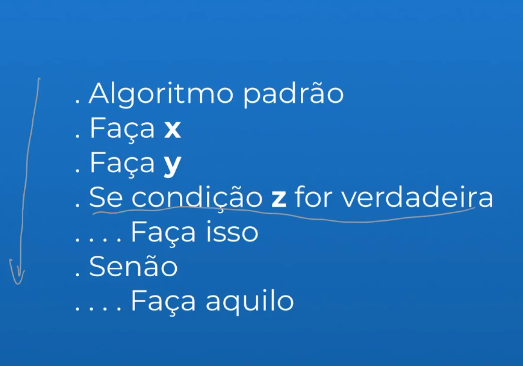 . Algoritmo padrão
. Faça x
. Faça y
. Se condição z for verdadeira
. . . . Faça isso
. Senão
. . . . Faça aquilo